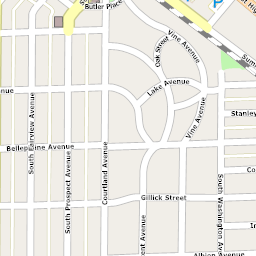 Butler Place
Vine Avenue
Oak Street
Lake Avenue
Vine Avenue
Stanley
Belleplaine Avenue
South Fairview Avenue
South Prospect Avenue
Courtland Avenue
Gillick Street
South Washington Avenue
Albion Avenue